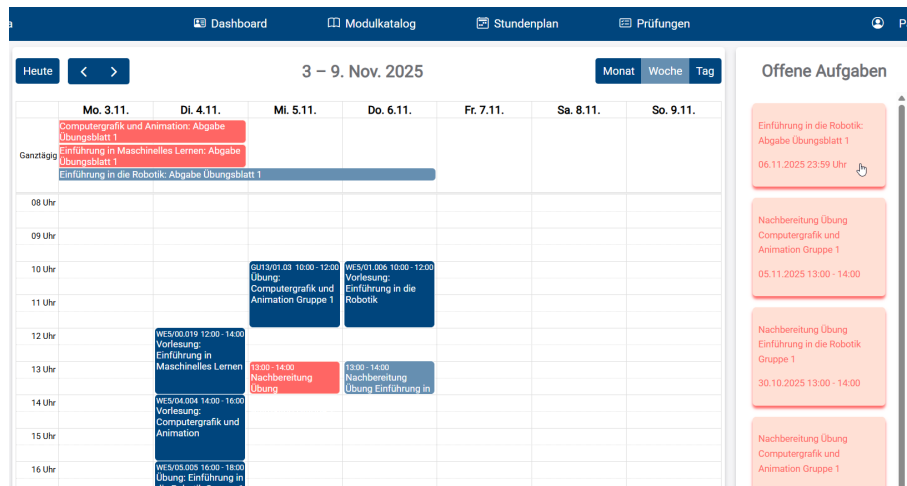 a
Dashboard
Modulkatalog
Stundenplan
Prüfungen
P
Heute
3 – 9. Nov. 2025
Monat
Woche
Tag
Mo. 3.11.
Di. 4.11.
Mi. 5.11.
Do. 6.11.
Fr. 7.11.
Sa. 8.11.
So. 9.11.
Ganztägig
Computergrafik und Animation: Abgabe
Übungsblatt 1
Einführung in Maschinelles Lernen: Abgabe
Übungsblatt 1
Einführung in die Robotik: Abgabe Übungsblatt 1
08 Uhr
09 Uhr
10 Uhr
11 Uhr
12 Uhr
13 Uhr
14 Uhr
15 Uhr
16 Uhr
WE5/00.019 12:00 - 14:00
Vorlesung:
Einführung in
Maschinelles Lernen
WE5/04.004 14:00 - 16:00
Vorlesung:
Computergrafik und
Animation
WE5/05.005 16:00 - 18:00
Übung: Einführung in
GU13/01.03 10:00 - 12:00
Übung:
Computergrafik und
Animation Gruppe 1
13:00 - 14:00
Nachbereitung
Übung
WE5/01.006 10:00 - 12:00
Vorlesung:
Einführung in die
Robotik
13:00 - 14:00
Nachbereitung
Übung Einführung in
Offene Aufgaben
Einführung in die Robotik:
Abgabe Übungsblatt 1
06.11.2025 23:59 Uhr
Nachbereitung Übung
Computergrafik und
Animation Gruppe 1
05.11.2025 13:00 - 14:00
Nachbereitung Übung
Einführung in die Robotik
Gruppe 1
30.10.2025 13:00 - 14:00
Nachbereitung Übung
Computergrafik und
Animation Gruppe 1